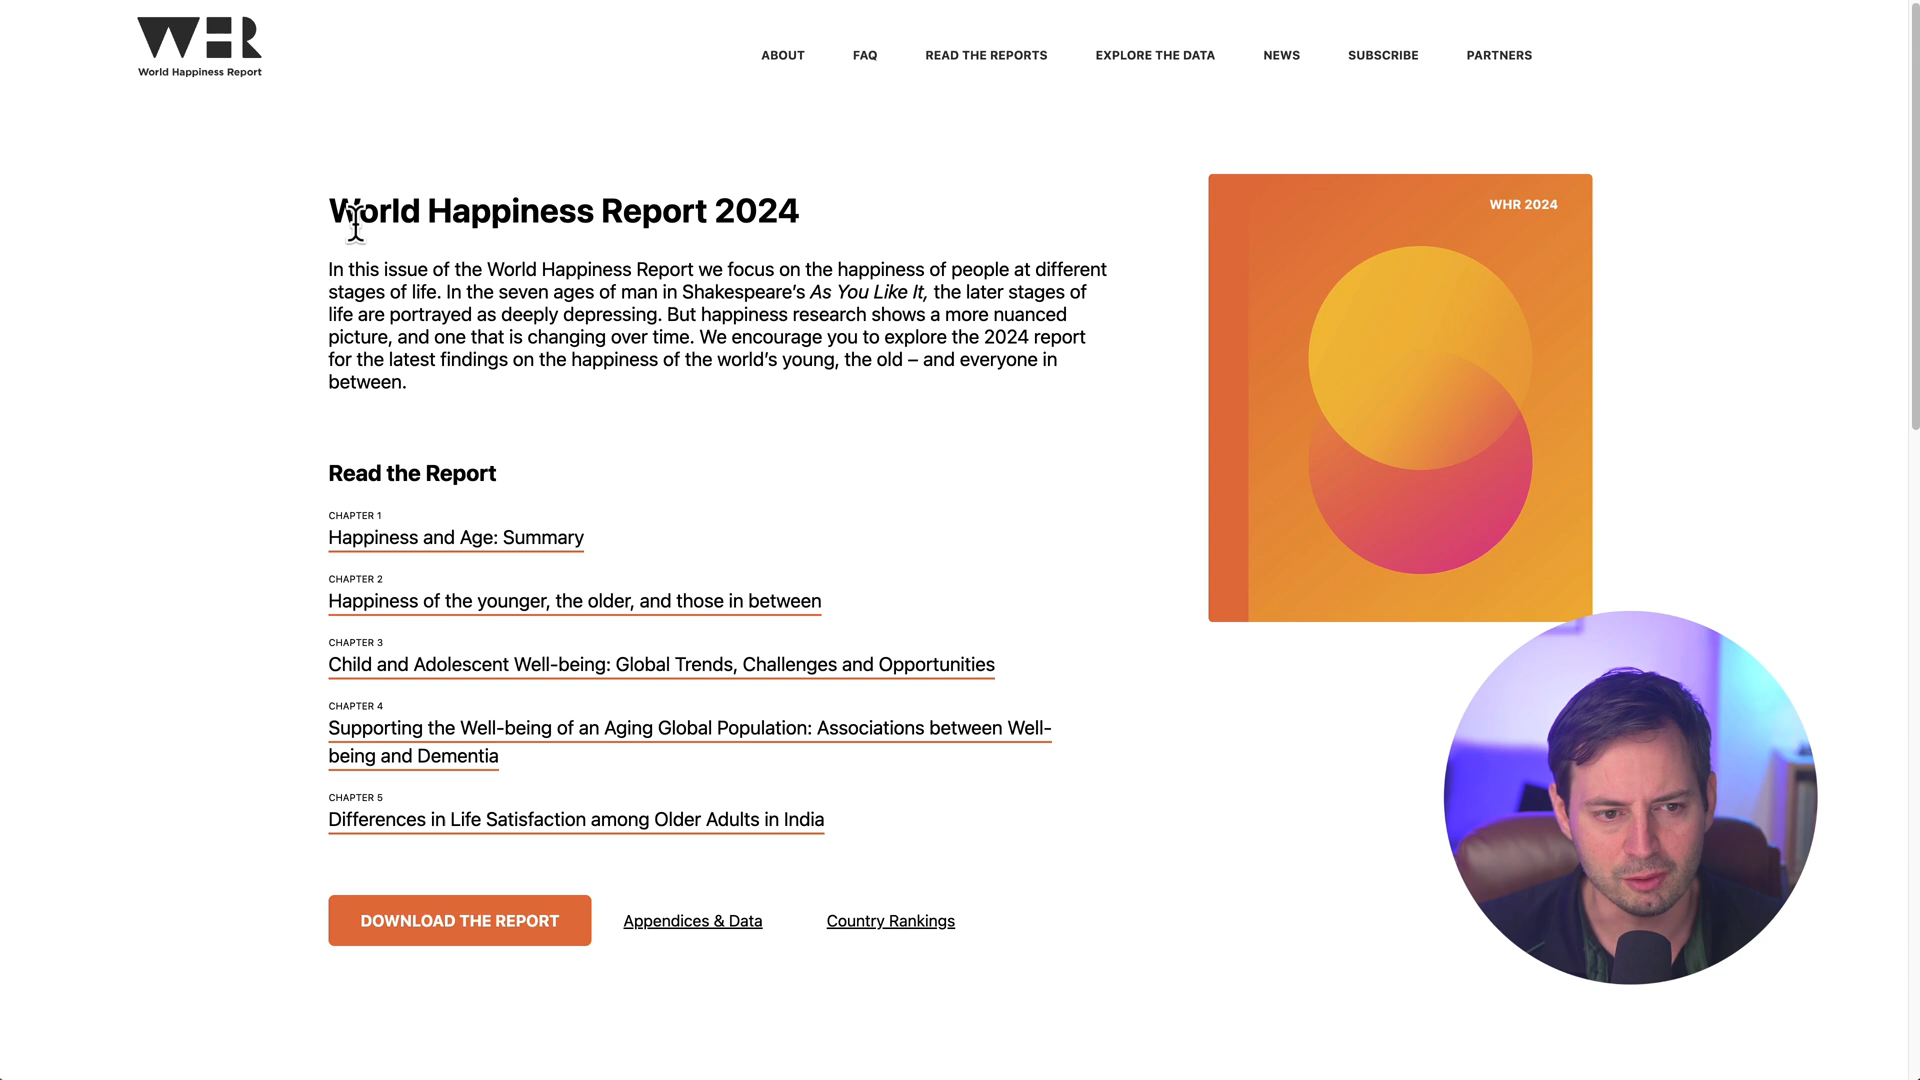 World Happiness Report
ABOUT
FAQ
READ THE REPORTS
EXPLORE THE DATA
NEWS
SUBSCRIBE
PARTNERS
World Happiness Report 2024
In this issue of the World Happiness Report we focus on the happiness of people at different
stages of life. In the seven ages of man in Shakespeare’s As You Like It, the later stages of
life are portrayed as deeply depressing. But happiness research shows a more nuanced
picture, and one that is changing over time. We encourage you to explore the 2024 report
for the latest findings on the happiness of the world’s young, the old – and everyone in
between.
WHR 2024
Read the Report
CHAPTER 1
Happiness and Age: Summary
CHAPTER 2
Happiness of the younger, the older, and those in between
CHAPTER 3
Child and Adolescent Well-being: Global Trends, Challenges and Opportunities
CHAPTER 4
Supporting the Well-being of an Aging Global Population: Associations between Well-
being and Dementia
CHAPTER 5
Differences in Life Satisfaction among Older Adults in India
DOWNLOAD THE REPORT
Appendices & Data
Country Rankings